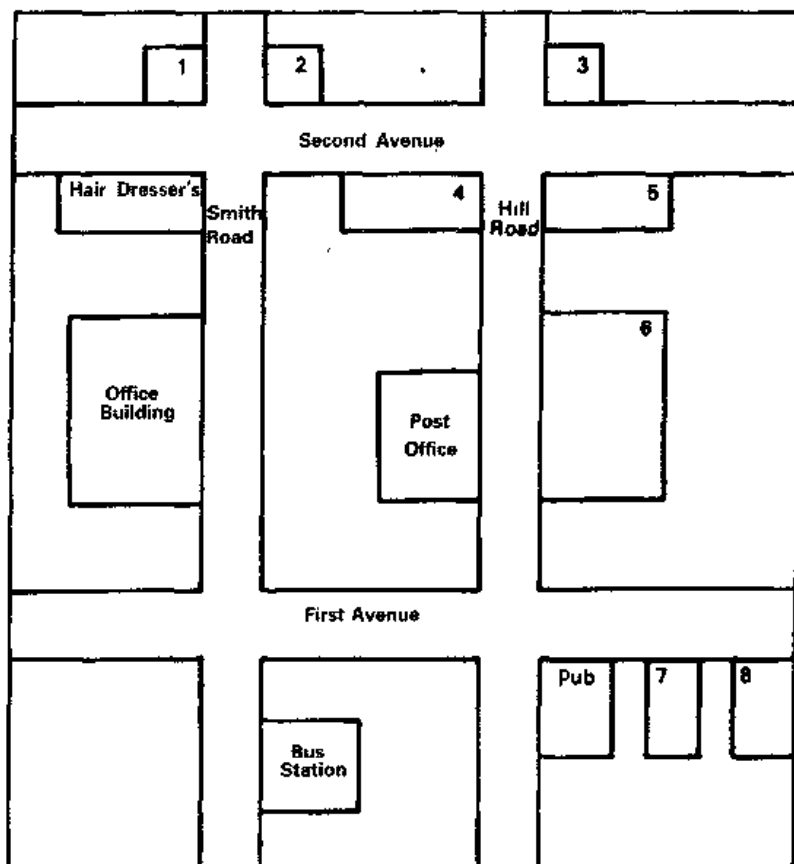 1
2
3
Second Avenue
Hair Dresser's
4
5
Smith
Road
Hill
Road
6
Office
Building
Post
Office
First Avenue
Pub
7
8
Bus
Station